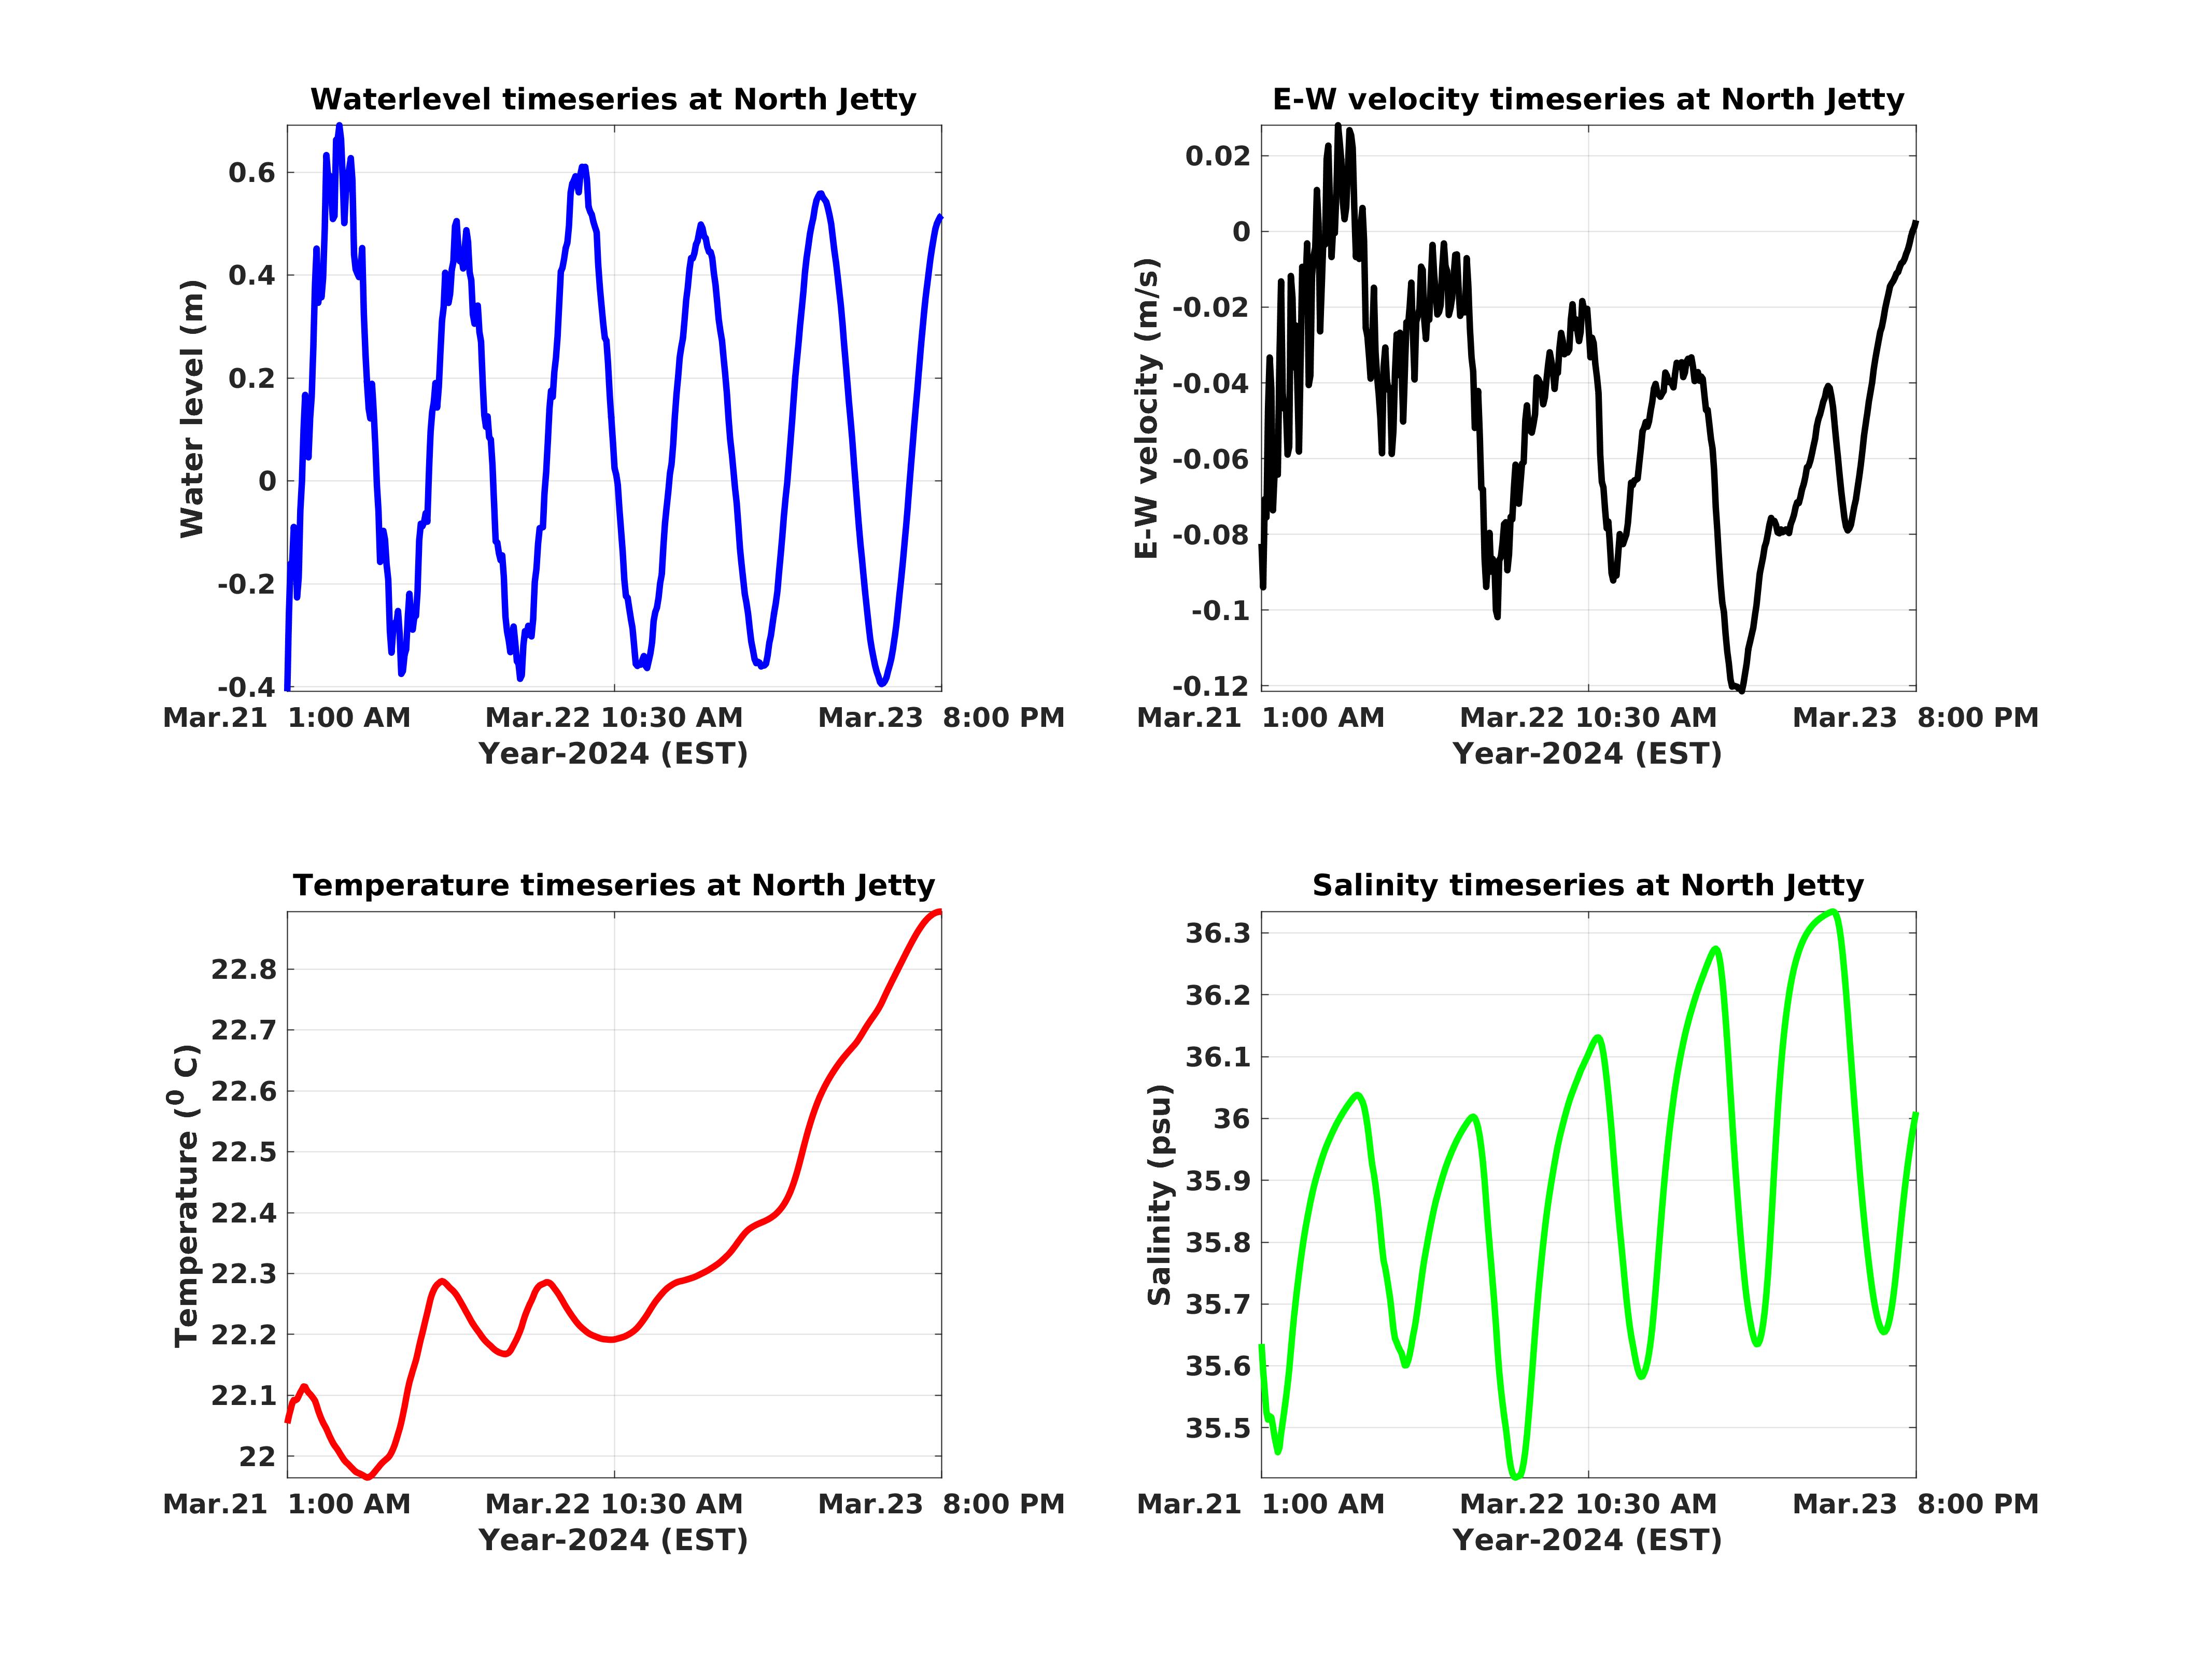 Waterlevel timeseries at North Jetty
0.6
0.4
0.2
0
-0.2
-0.4
Water level (m)
Mar.21  1:00 AM
Mar.22 10:30 AM
Mar.23  8:00 PM
Year-2024 (EST)
E-W velocity timeseries at North Jetty
0.02
0
-0.02
-0.04
-0.06
-0.08
-0.1
-0.12
E-W velocity (m/s)
Mar.21  1:00 AM
Mar.22 10:30 AM
Mar.23  8:00 PM
Year-2024 (EST)
Temperature timeseries at North Jetty
22.8
22.7
22.6
22.5
22.4
22.3
22.2
22.1
22
Temperature (⁰ C)
Mar.21  1:00 AM
Mar.22 10:30 AM
Mar.23  8:00 PM
Year-2024 (EST)
Salinity timeseries at North Jetty
36.3
36.2
36.1
36
35.9
35.8
35.7
35.6
35.5
Salinity (psu)
Mar.21  1:00 AM
Mar.22 10:30 AM
Mar.23  8:00 PM
Year-2024 (EST)